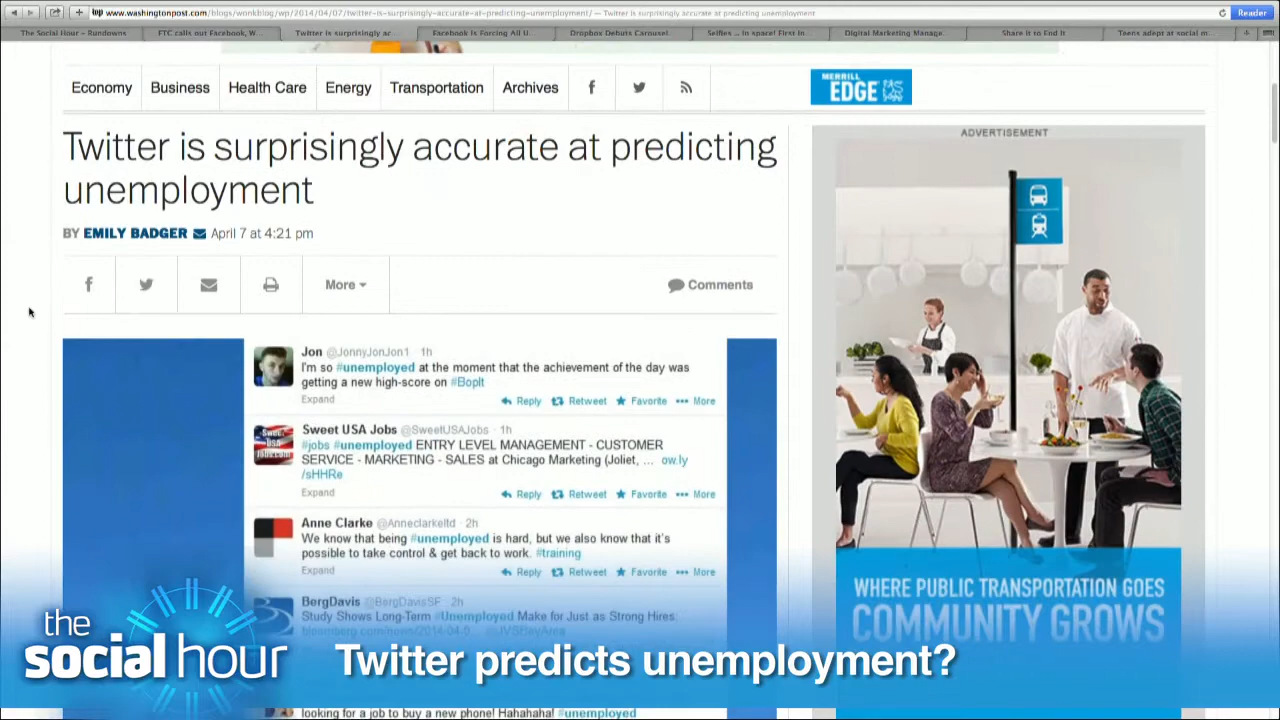 www.washingtonpost.com/blogs/wonkblog/wp/2014/04/07/twitter-is-surprisingly-accurate-at-predicting-unemployment/ — Twitter is surprisingly accurate at predicting unemployment
Reader
The Social Hour – Rundowns
FTC calls out Facebook, W...
Twitter is surprisingly ac...
Facebook Is Forcing All U...
Dropbox Debuts Carousel...
Selfies ... in space! First In...
Digital Marketing Manage...
Share It to End It
Teens adept at social m...
Economy
Business
Health Care
Energy
Transportation
Archives
MERRILL
EDGE
Twitter is surprisingly accurate at predicting
unemployment
BY EMILY BADGER April 7 at 4:21 pm
More
Comments
ADVERTISEMENT
Jon @JonnyJonJon1 · 1h
I'm so #unemployed at the moment that the achievement of the day was
getting a new high-score on #BopIt
Expand
Reply Retweet Favorite More
Sweet USA Jobs @SweetUSAJobs · 1h
#jobs #unemployed ENTRY LEVEL MANAGEMENT - CUSTOMER
SERVICE - MARKETING - SALES at Chicago Marketing (Joliet, ... ow.ly
/sHHRe
Expand
Reply Retweet Favorite More
Anne Clarke @Anneclarkeltd · 2h
We know that being #unemployed is hard, but we also know that it's
possible to take control & get back to work. #training
Expand
Reply Retweet Favorite More
BergDavis @BergDavisSF · 2h
Study Shows Long-Term #Unemployed Make for Just as Strong Hires:
bloomberg.com/news/2014-04-0... @JVSBayArea
looking for a job to buy a new phone! Hahahaha! #unemployed
WHERE PUBLIC TRANSPORTATION GOES
COMMUNITY GROWS
the
social hour
Twitter predicts unemployment?